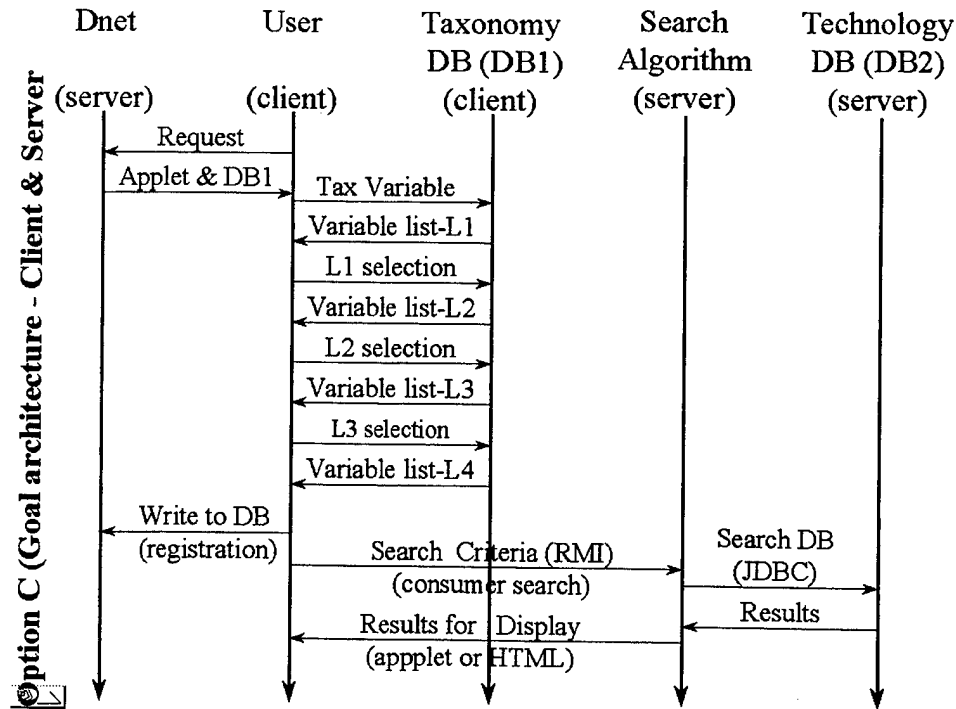 Option C (Goal architecture - Client & Server
Dnet
(server)
User
(client)
Taxonomy
DB (DB1)
(client)
Search
Algorithm
(server)
Technology
DB (DB2)
(server)
Request
Applet & DB1
Tax Variable
Variable list-L1
L1 selection
Variable list-L2
L2 selection
Variable list-L3
L3 selection
Variable list-L4
Write to DB
(registration)
Search Criteria (RMI)
(consumer search)
Search DB
(JDBC)
Results
Results for Display
(appplet or HTML)